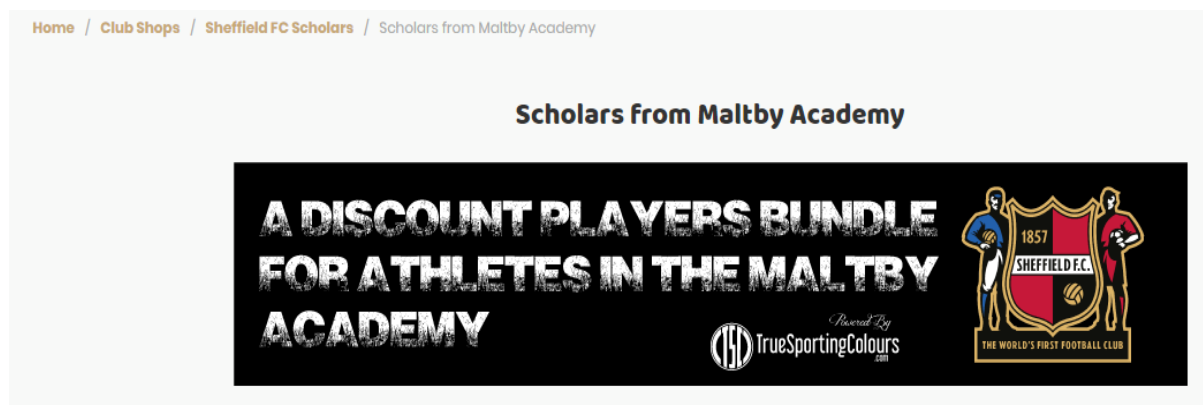 Home / Club Shops / Sheffield FC Scholars / Scholars from Maltby Academy
Scholars from Maltby Academy
A DISCOUNT PLAYERS BUNDLE
FOR ATHLETES IN THE MALTBY
ACADEMY
Powered By
TSC TrueSportingColours
.com
1857
SHEFFIELD F.C.
THE WORLD'S FIRST FOOTBALL CLUB